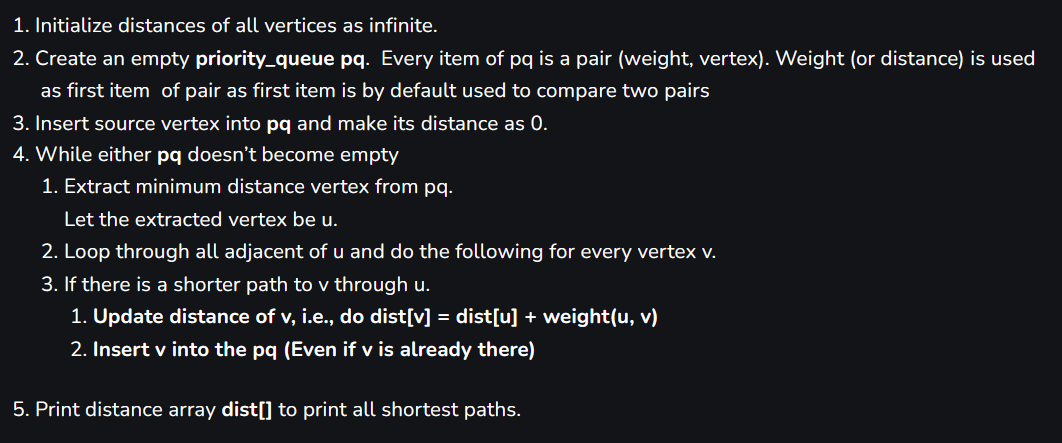 1. Initialize distances of all vertices as infinite.
2. Create an empty priority_queue pq.  Every item of pq is a pair (weight, vertex). Weight (or distance) is used
as first item  of pair as first item is by default used to compare two pairs
3. Insert source vertex into pq and make its distance as 0.
4. While either pq doesn’t become empty
1. Extract minimum distance vertex from pq.
Let the extracted vertex be u.
2. Loop through all adjacent of u and do the following for every vertex v.
3. If there is a shorter path to v through u.
1. Update distance of v, i.e., do dist[v] = dist[u] + weight(u, v)
2. Insert v into the pq (Even if v is already there)
5. Print distance array dist[] to print all shortest paths.